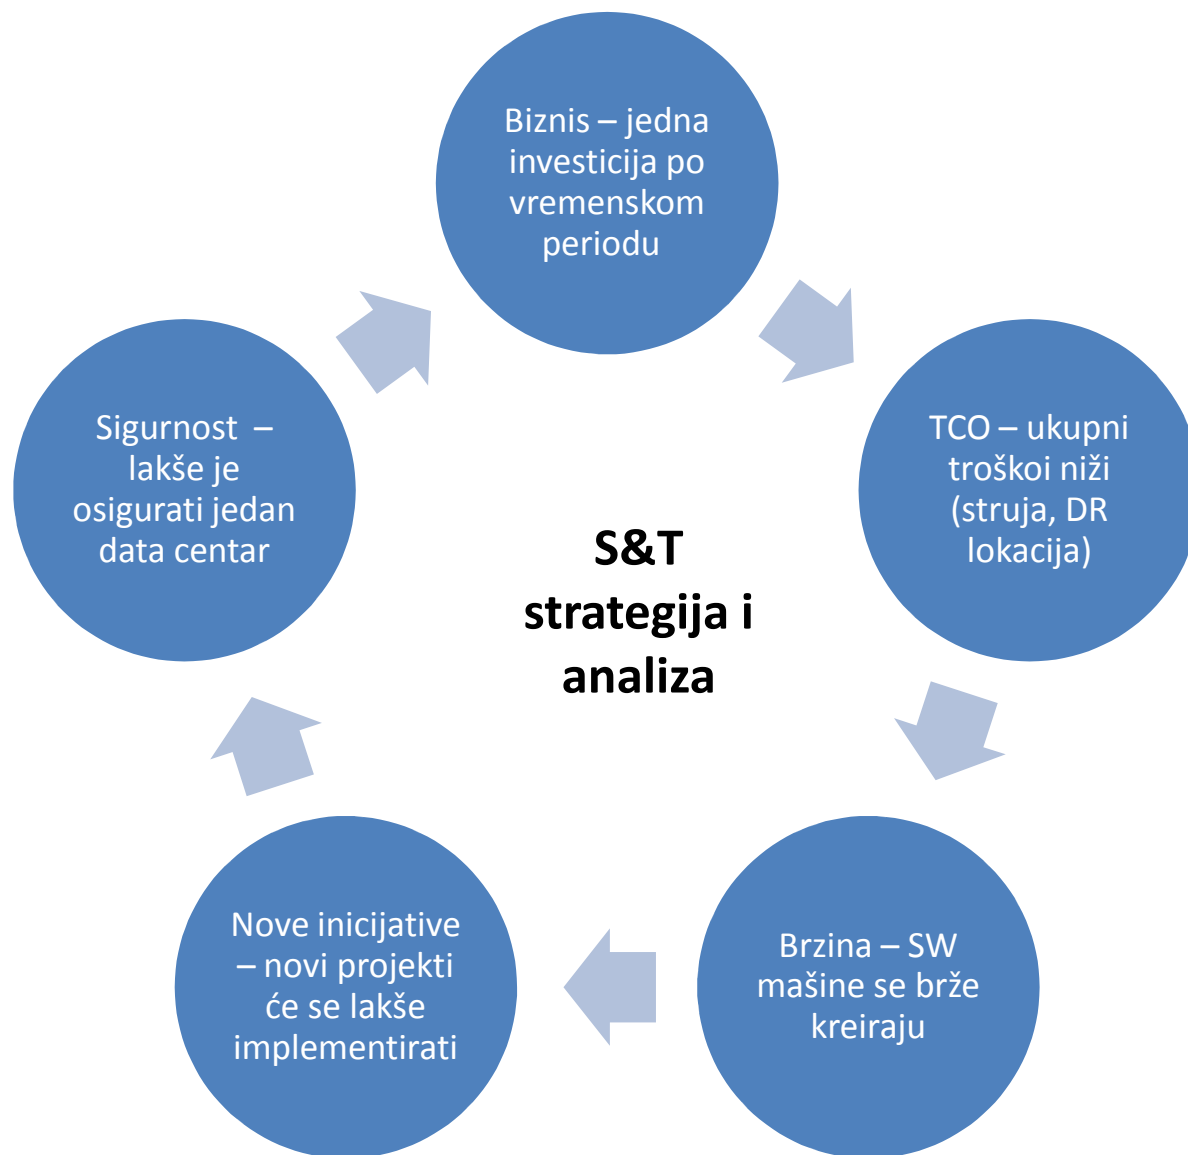 Biznis – jedna
investicija po
vremenskom
periodu
TCO – ukupni
troškoi niži
(struja, DR
lokacija)
Brzina – SW
mašine se brže
kreiraju
Nove inicijative
– novi projekti
će se lakše
implementirati
Sigurnost –
lakše je
osigurati jedan
data centar
S&T
strategija i
analiza